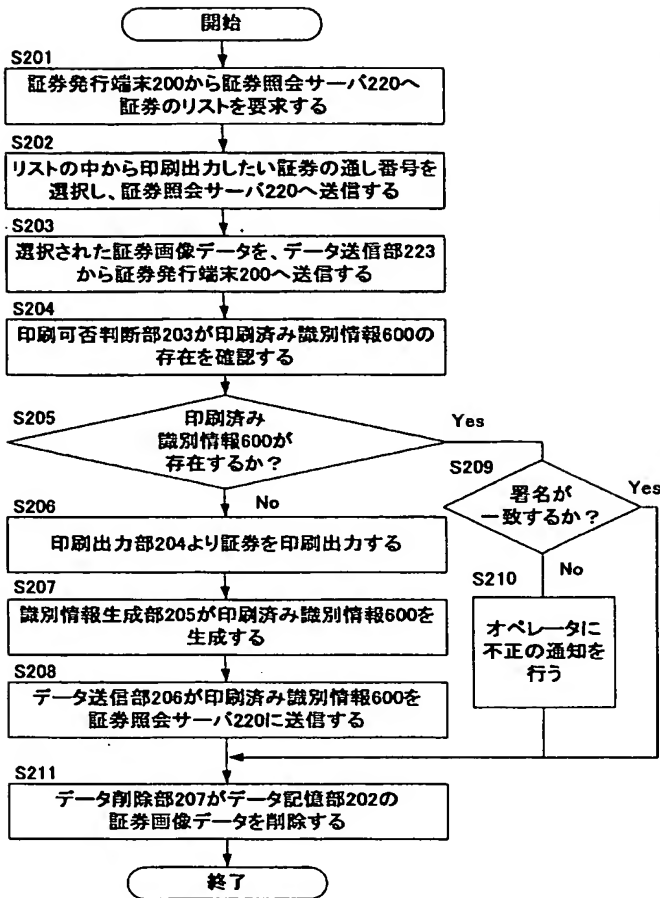 開始
S201
証券発行端末200から証券照会サーバ220へ
証券のリストを要求する
S202
リストの中から印刷出力したい証券の通し番号を
選択し、証券照会サーバ220へ送信する
S203
選択された証券画像データを、データ送信部223
から証券発行端末200へ送信する
S204
印刷可否判断部203が印刷済み識別情報600の
存在を確認する
S205
印刷済み
識別情報600が
存在するか？
Yes
No
S209
署名が
一致するか？
Yes
No
S206
印刷出力部204より証券を印刷出力する
S210
オペレータに
不正の通知を
行う
S207
識別情報生成部205が印刷済み識別情報600を
生成する
S208
データ送信部206が印刷済み識別情報600を
証券照会サーバ220に送信する
S211
データ削除部207がデータ記憶部202の
証券画像データを削除する
終了